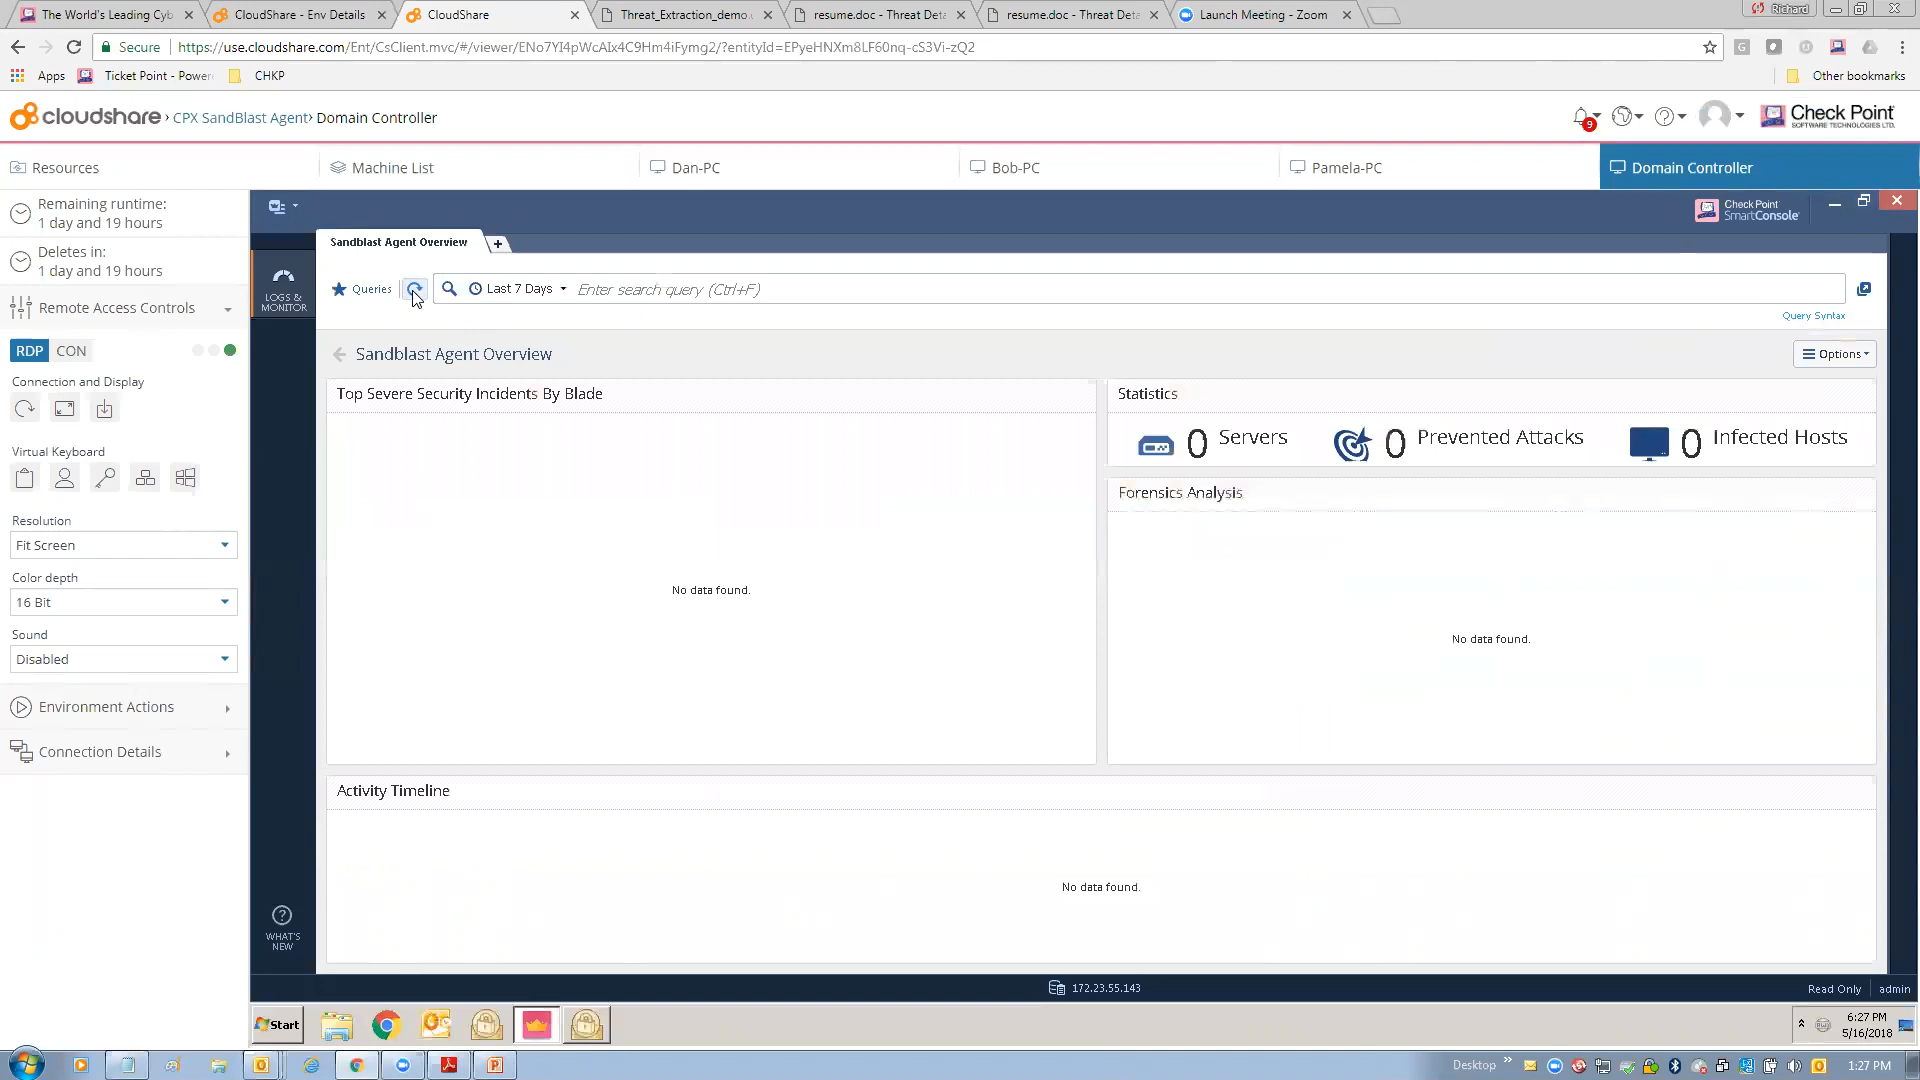 The World's Leading Cyb
CloudShare - Env Details
CloudShare
Threat_Extraction_demo.
resume.doc - Threat Deta
resume.doc - Threat Deta
Launch Meeting - Zoom
Richard
Secure
https://use.cloudshare.com/Ent/CsClient.mvc/#/viewer/ENo7YI4pWcAIx4C9Hm4iFymg2/?entityId=EPyeHNXm8LF60nq-cS3Vi-zQ2
Apps
Ticket Point - Power
CHKP
Other bookmarks
cloudshare › CPX SandBlast Agent› Domain Controller
9
Check Point
SOFTWARE TECHNOLOGIES LTD.
Resources
Machine List
Dan-PC
Bob-PC
Pamela-PC
Domain Controller
Remaining runtime:
1 day and 19 hours
Deletes in:
1 day and 19 hours
Remote Access Controls
RDP CON
Connection and Display
Virtual Keyboard
Resolution
Fit Screen
Color depth
16 Bit
Sound
Disabled
Environment Actions
Connection Details
Check Point
SmartConsole
Sandblast Agent Overview
+
LOGS &
MONITOR
Queries
Last 7 Days
Enter search query (Ctrl+F)
Query Syntax
Sandblast Agent Overview
Options
Top Severe Security Incidents By Blade
No data found.
Statistics
0 Servers
0 Prevented Attacks
0 Infected Hosts
Forensics Analysis
No data found.
Activity Timeline
No data found.
WHAT'S
NEW
172.23.55.143
Read Only
admin
Start
6:27 PM
5/16/2018
Desktop
1:27 PM